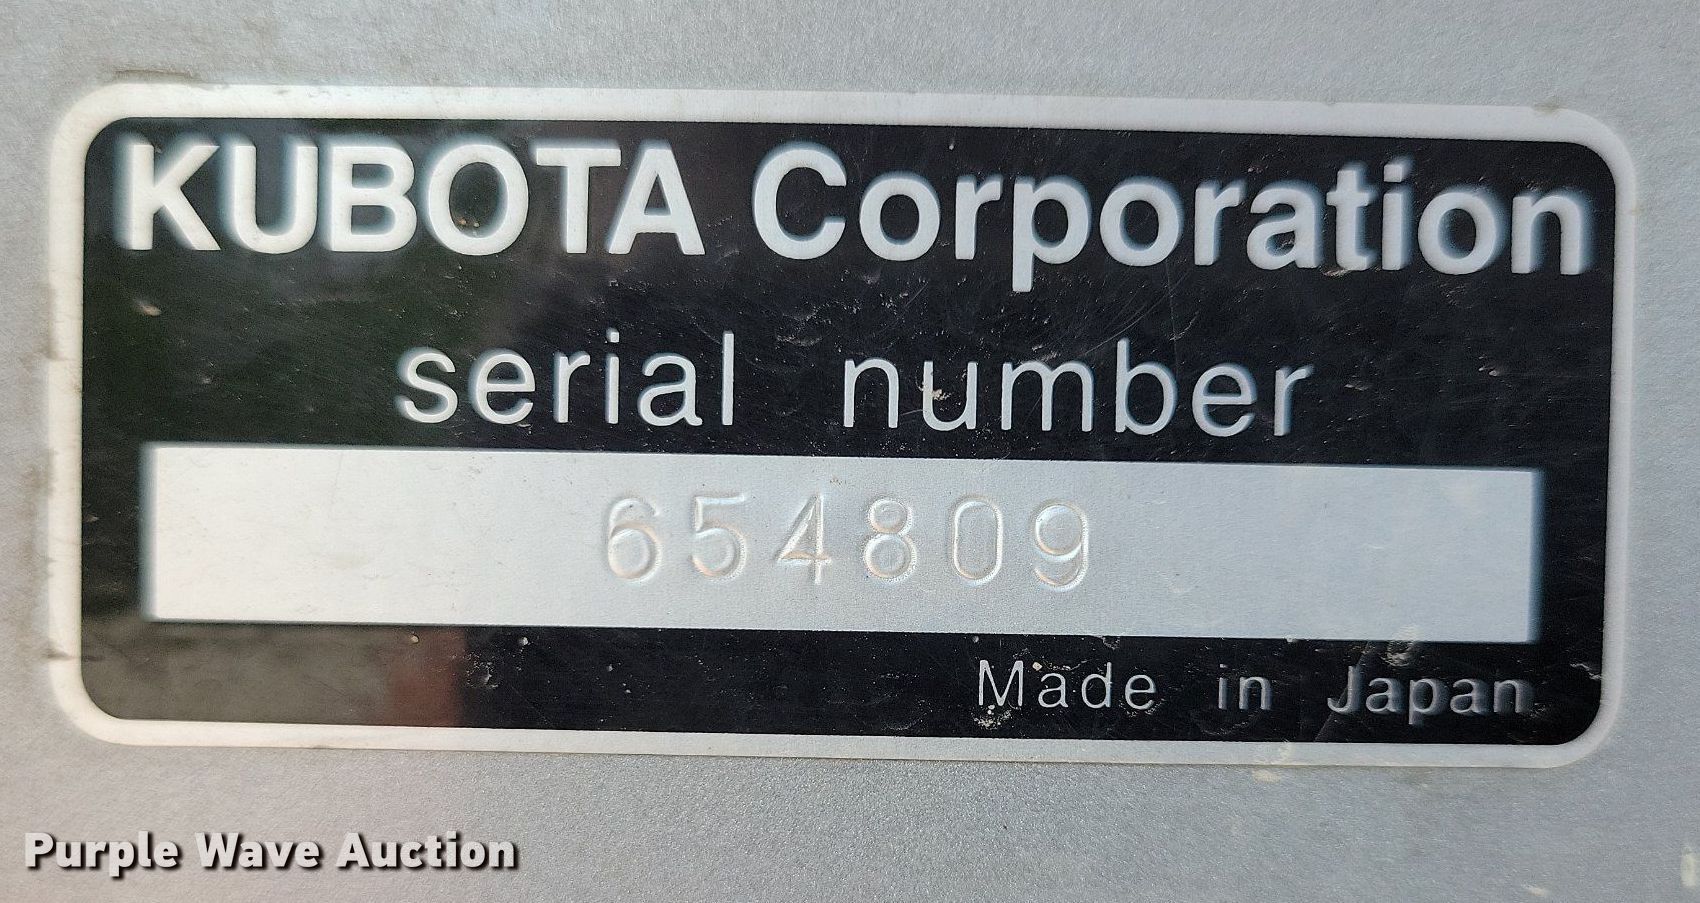 KUBOTA Corporation
serial number
654809
Made in Japan
Purple Wave Auction